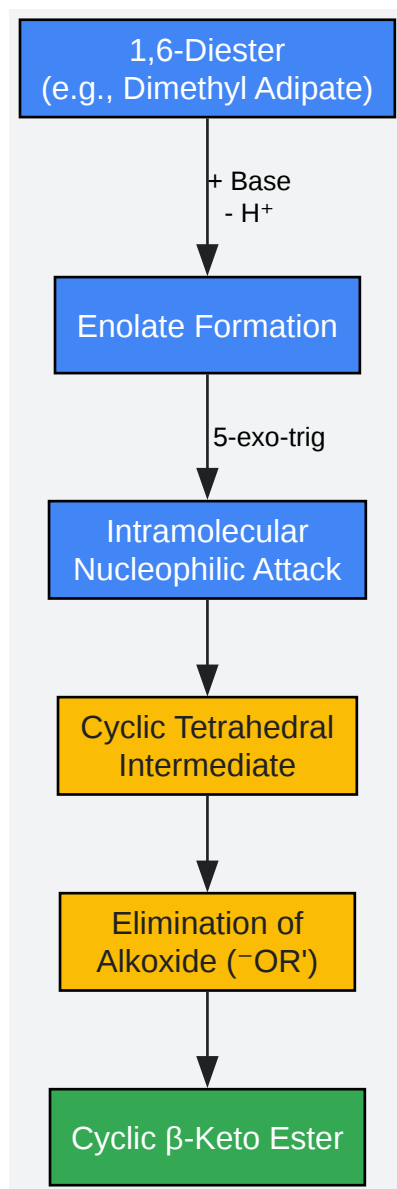 1,6-Diester
(e.g., Dimethyl Adipate)
+ Base
- H⁺
Enolate Formation
5-exo-trig
Intramolecular
Nucleophilic Attack
Cyclic Tetrahedral
Intermediate
Elimination of
Alkoxide (⁻OR')
Cyclic β-Keto Ester